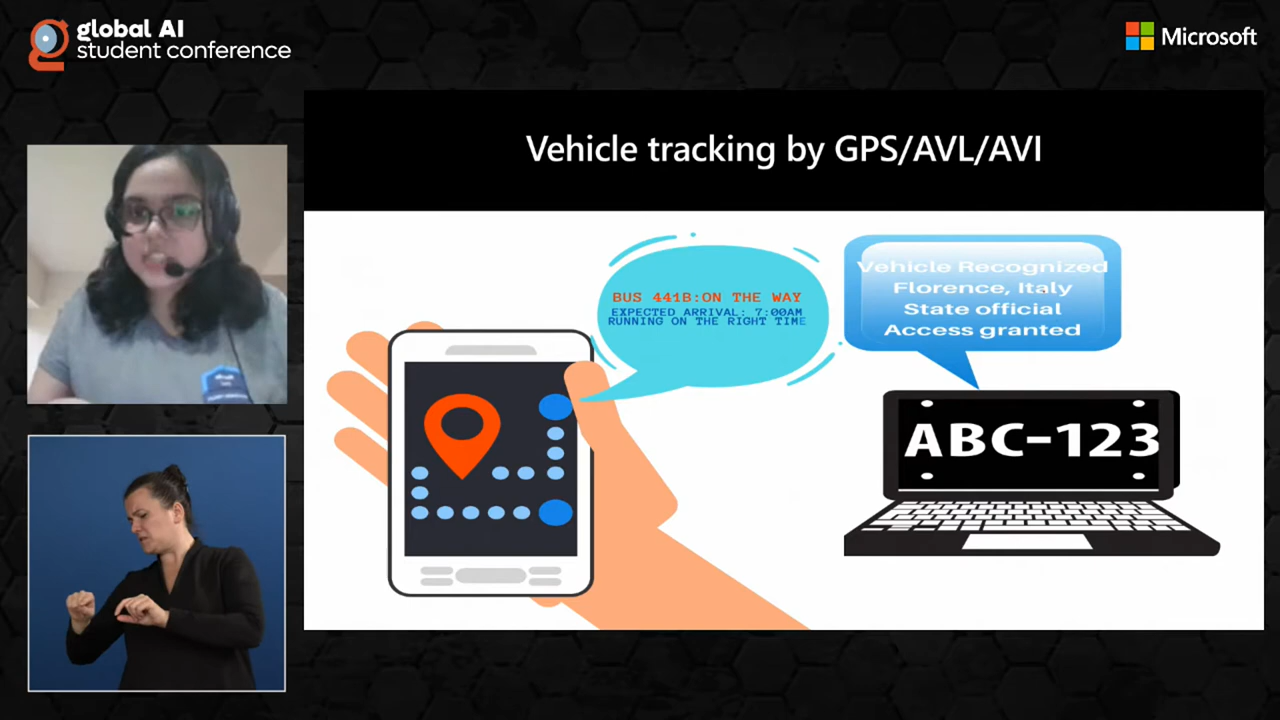 global AI
student conference
Microsoft
Vehicle tracking by GPS/AVL/AVI
BUS 441B:ON THE WAY
EXPECTED ARRIVAL: 7:00AM
RUNNING ON THE RIGHT TIME
Vehicle Recognized
Florence, Italy
State official
Access granted
ABC-123